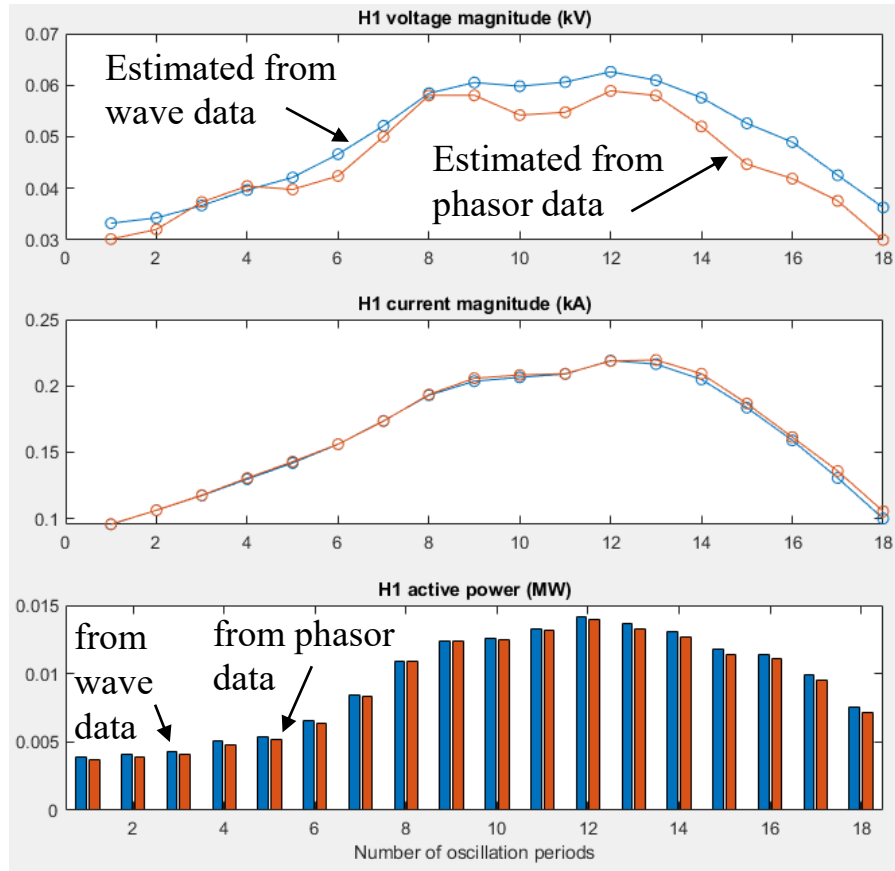 H1 voltage magnitude (kV)
0.07
0.06
0.05
0.04
0.03
Estimated from
wave data
Estimated from
phasor data
0 2 4 6 8 10 12 14 16 18
H1 current magnitude (kA)
0.25
0.2
0.15
0.1
0 2 4 6 8 10 12 14 16 18
H1 active power (MW)
0.015
0.01
0.005
0
from
wave
data
from phasor
data
2 4 6 8 10 12 14 16 18
Number of oscillation periods